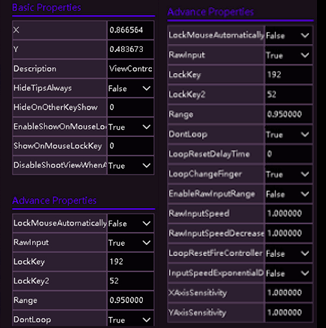 Basic Properties
X 0.866564
Y 0.483673
Description ViewContrc
HideTipsAlways False
HideOnOtherKeyShow 0
EnableShowOnMouseLo True
ShowOnMouseLockKey 0
DisableShootViewWhenA True
Advance Properties
LockMouseAutomatically False
RawInput True
LockKey 192
LockKey2 52
Range 0.950000
DontLoop True
Advance Properties
LockMouseAutomatically False
RawInput True
LockKey 192
LockKey2 52
Range 0.950000
DontLoop True
LoopResetDelayTime 0
LoopChangeFinger True
EnableRawInputRange False
RawInputSpeed 1.000000
RawInputSpeedDecrease 1.000000
LoopResetFireController False
InputSpeedExponentialD False
XAxisSensitivity 1.000000
YAxisSensitivity 1.000000